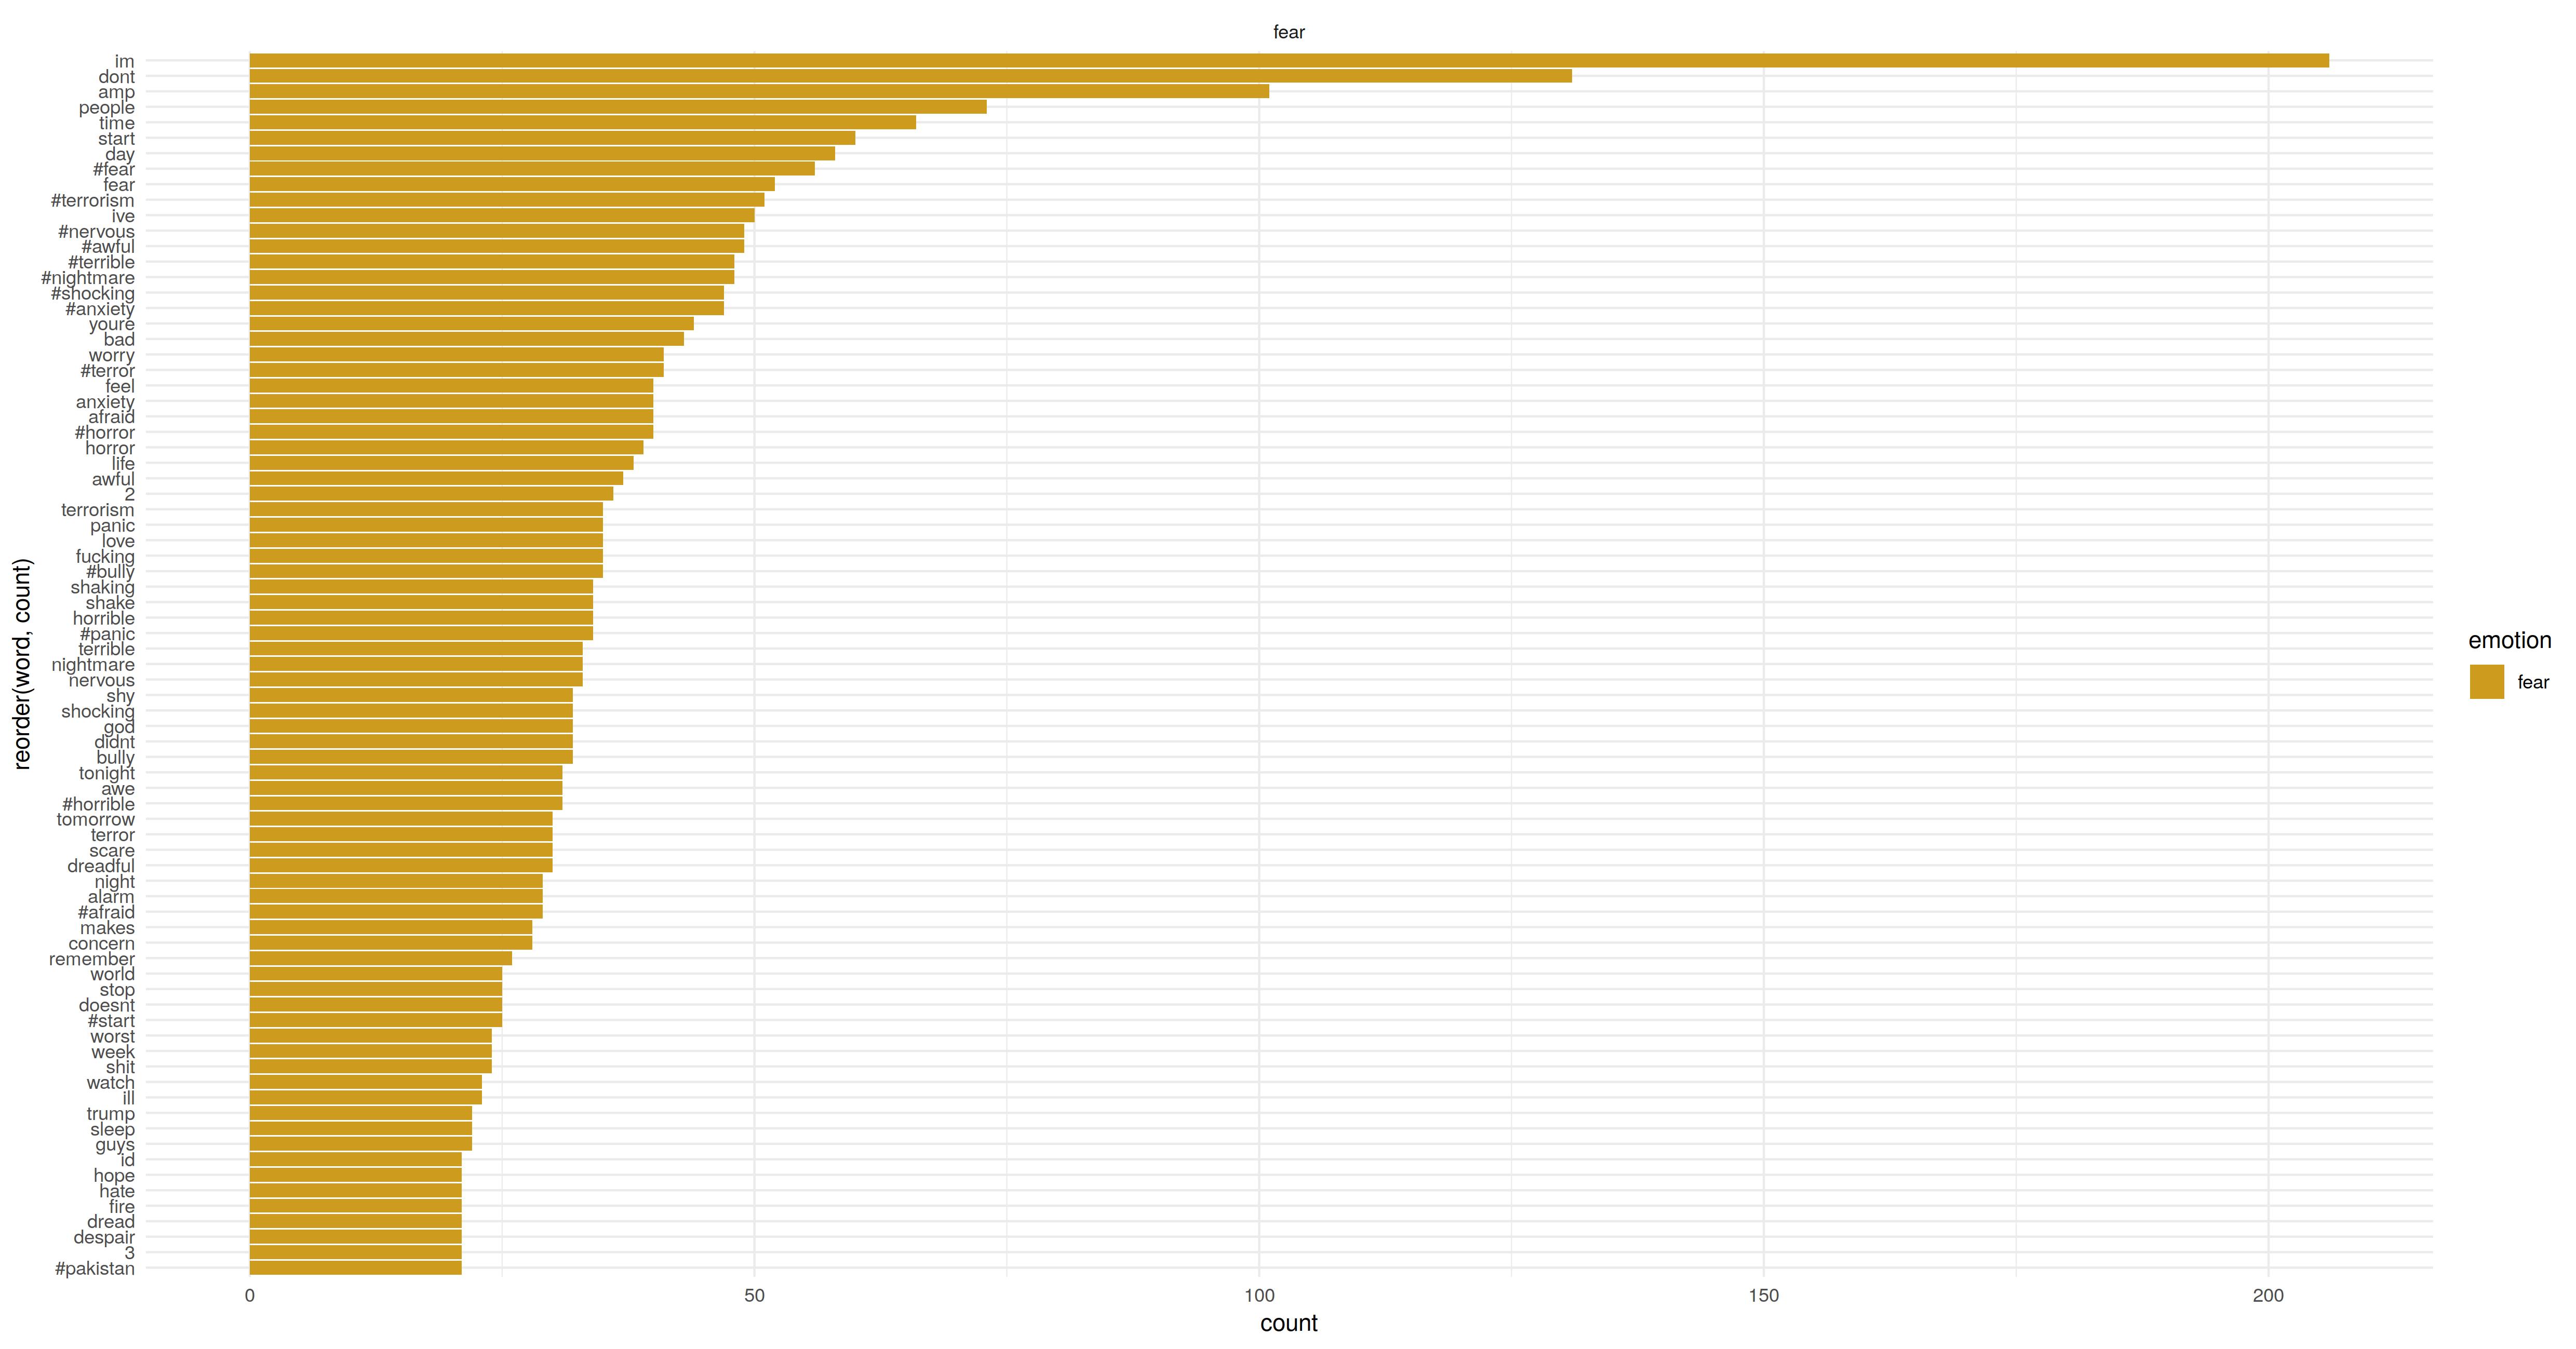 fear
im
dont
amp
people
time
start
day
#fear
fear
#terrorism
ive
#nervous
#awful
#terrible
#nightmare
#shocking
#anxiety
youre
bad
worry
#terror
feel
anxiety
afraid
#horror
horror
life
awful
2
terrorism
panic
love
fucking
#bully
shaking
shake
horrible
#panic
terrible
nightmare
nervous
shy
shocking
god
didnt
bully
tonight
awe
#horrible
tomorrow
terror
scare
dreadful
night
alarm
#afraid
makes
concern
remember
world
stop
doesnt
#start
worst
week
shit
watch
ill
trump
sleep
guys
id
hope
hate
fire
dread
despair
3
#pakistan
0 50 100 150 200
count
reorder(word, count)
emotion
fear